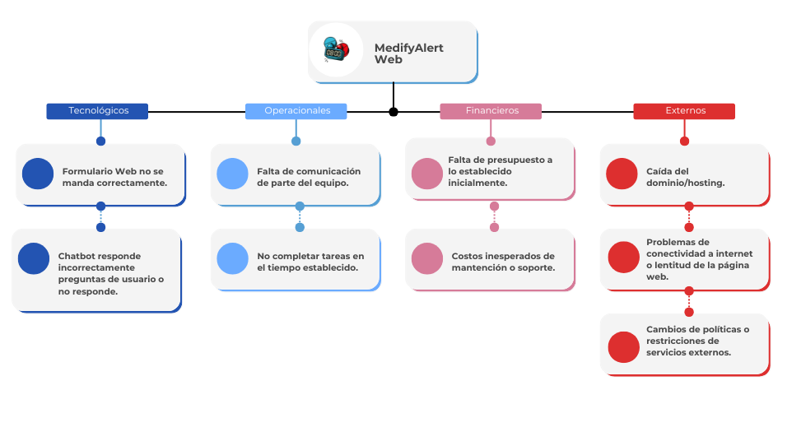 MedifyAlert
Web
Tecnológicos
Operacionales
Financieros
Externos
Formulario Web no se
manda correctamente.
Falta de comunicación
de parte del equipo.
Falta de presupuesto a
lo establecido
inicialmente.
Caída del
dominio/hosting.
Chatbot responde
incorrectamente
preguntas de usuario o
no responde.
No completar tareas en
el tiempo establecido.
Costos inesperados de
mantención o soporte.
Problemas de
conectividad a internet
o lentitud de la página
web.
Cambios de políticas o
restricciones de
servicios externos.